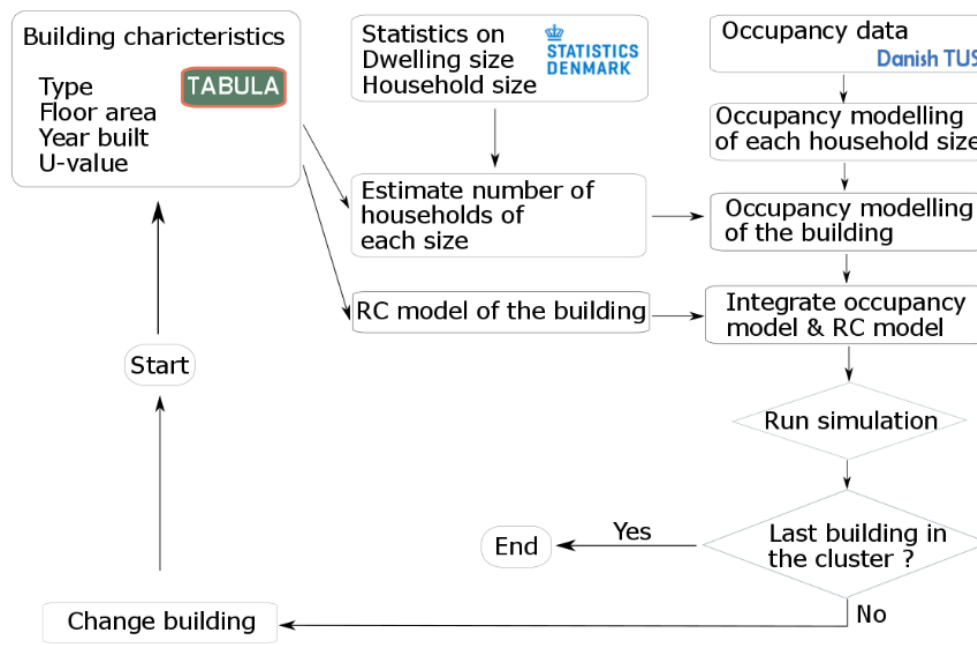 Building charicteristics
TABULA
Type
Floor area
Year built
U-value
Statistics on
Dwelling size
Household size
STATISTICS
DENMARK
Occupancy data
Danish TUS
Occupancy modelling
of each household size
Estimate number of
households of
each size
Occupancy modelling
of the building
RC model of the building
Integrate occupancy
model & RC model
Start
Run simulation
Last building in
the cluster ?
Yes
End
No
Change building